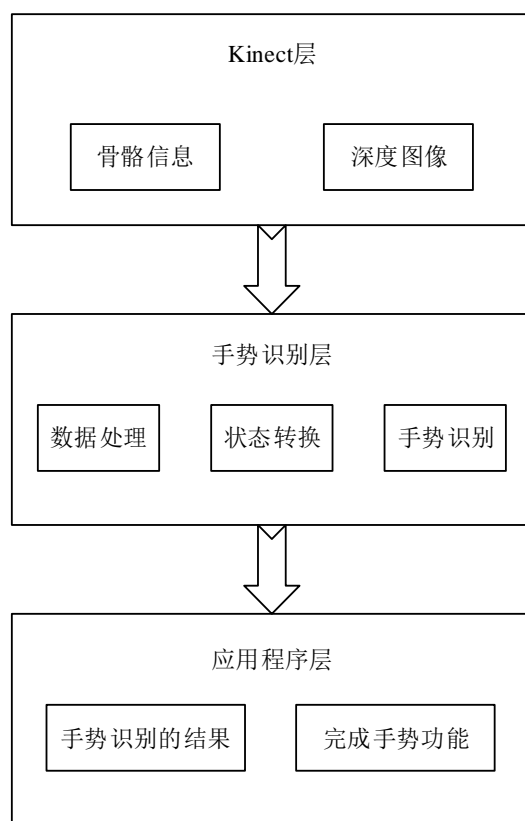 Kinect层
骨骼信息
深度图像
手势识别层
数据处理
状态转换
手势识别
应用程序层
手势识别的结果
完成手势功能